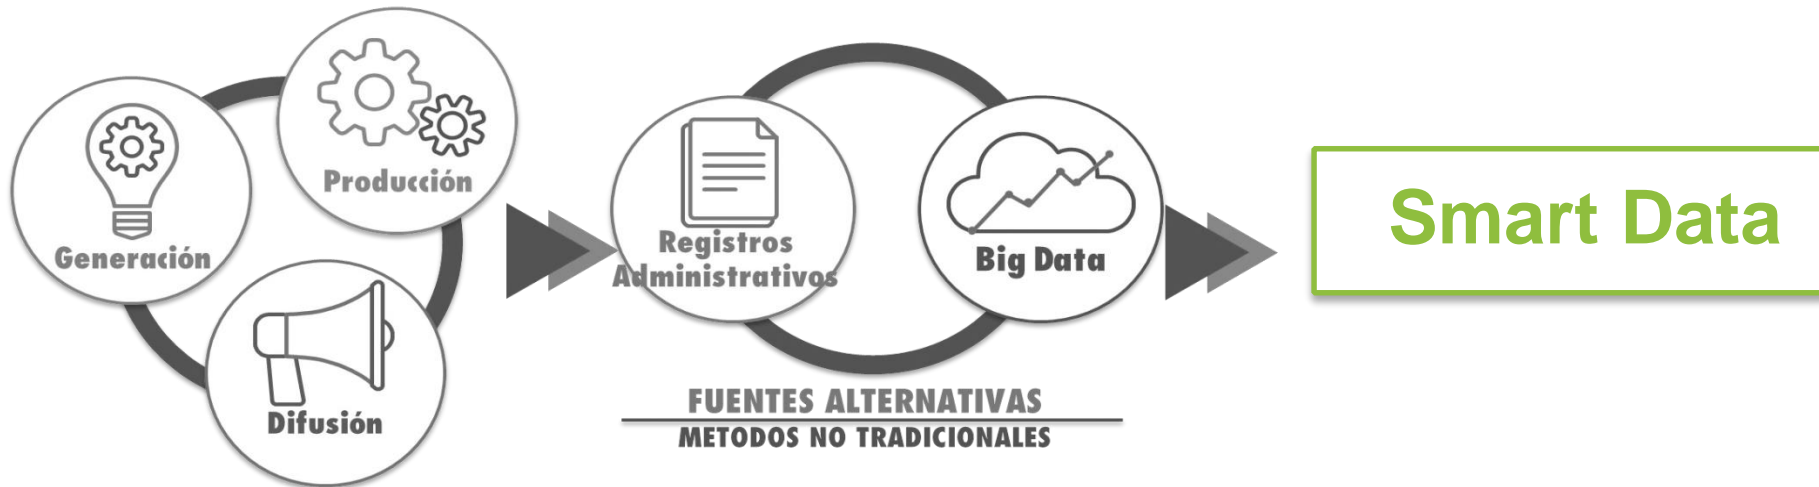 Generación
Producción
Difusión
Registros
Administrativos
Big Data
FUENTES ALTERNATIVAS
METODOS NO TRADICIONALES
Smart Data